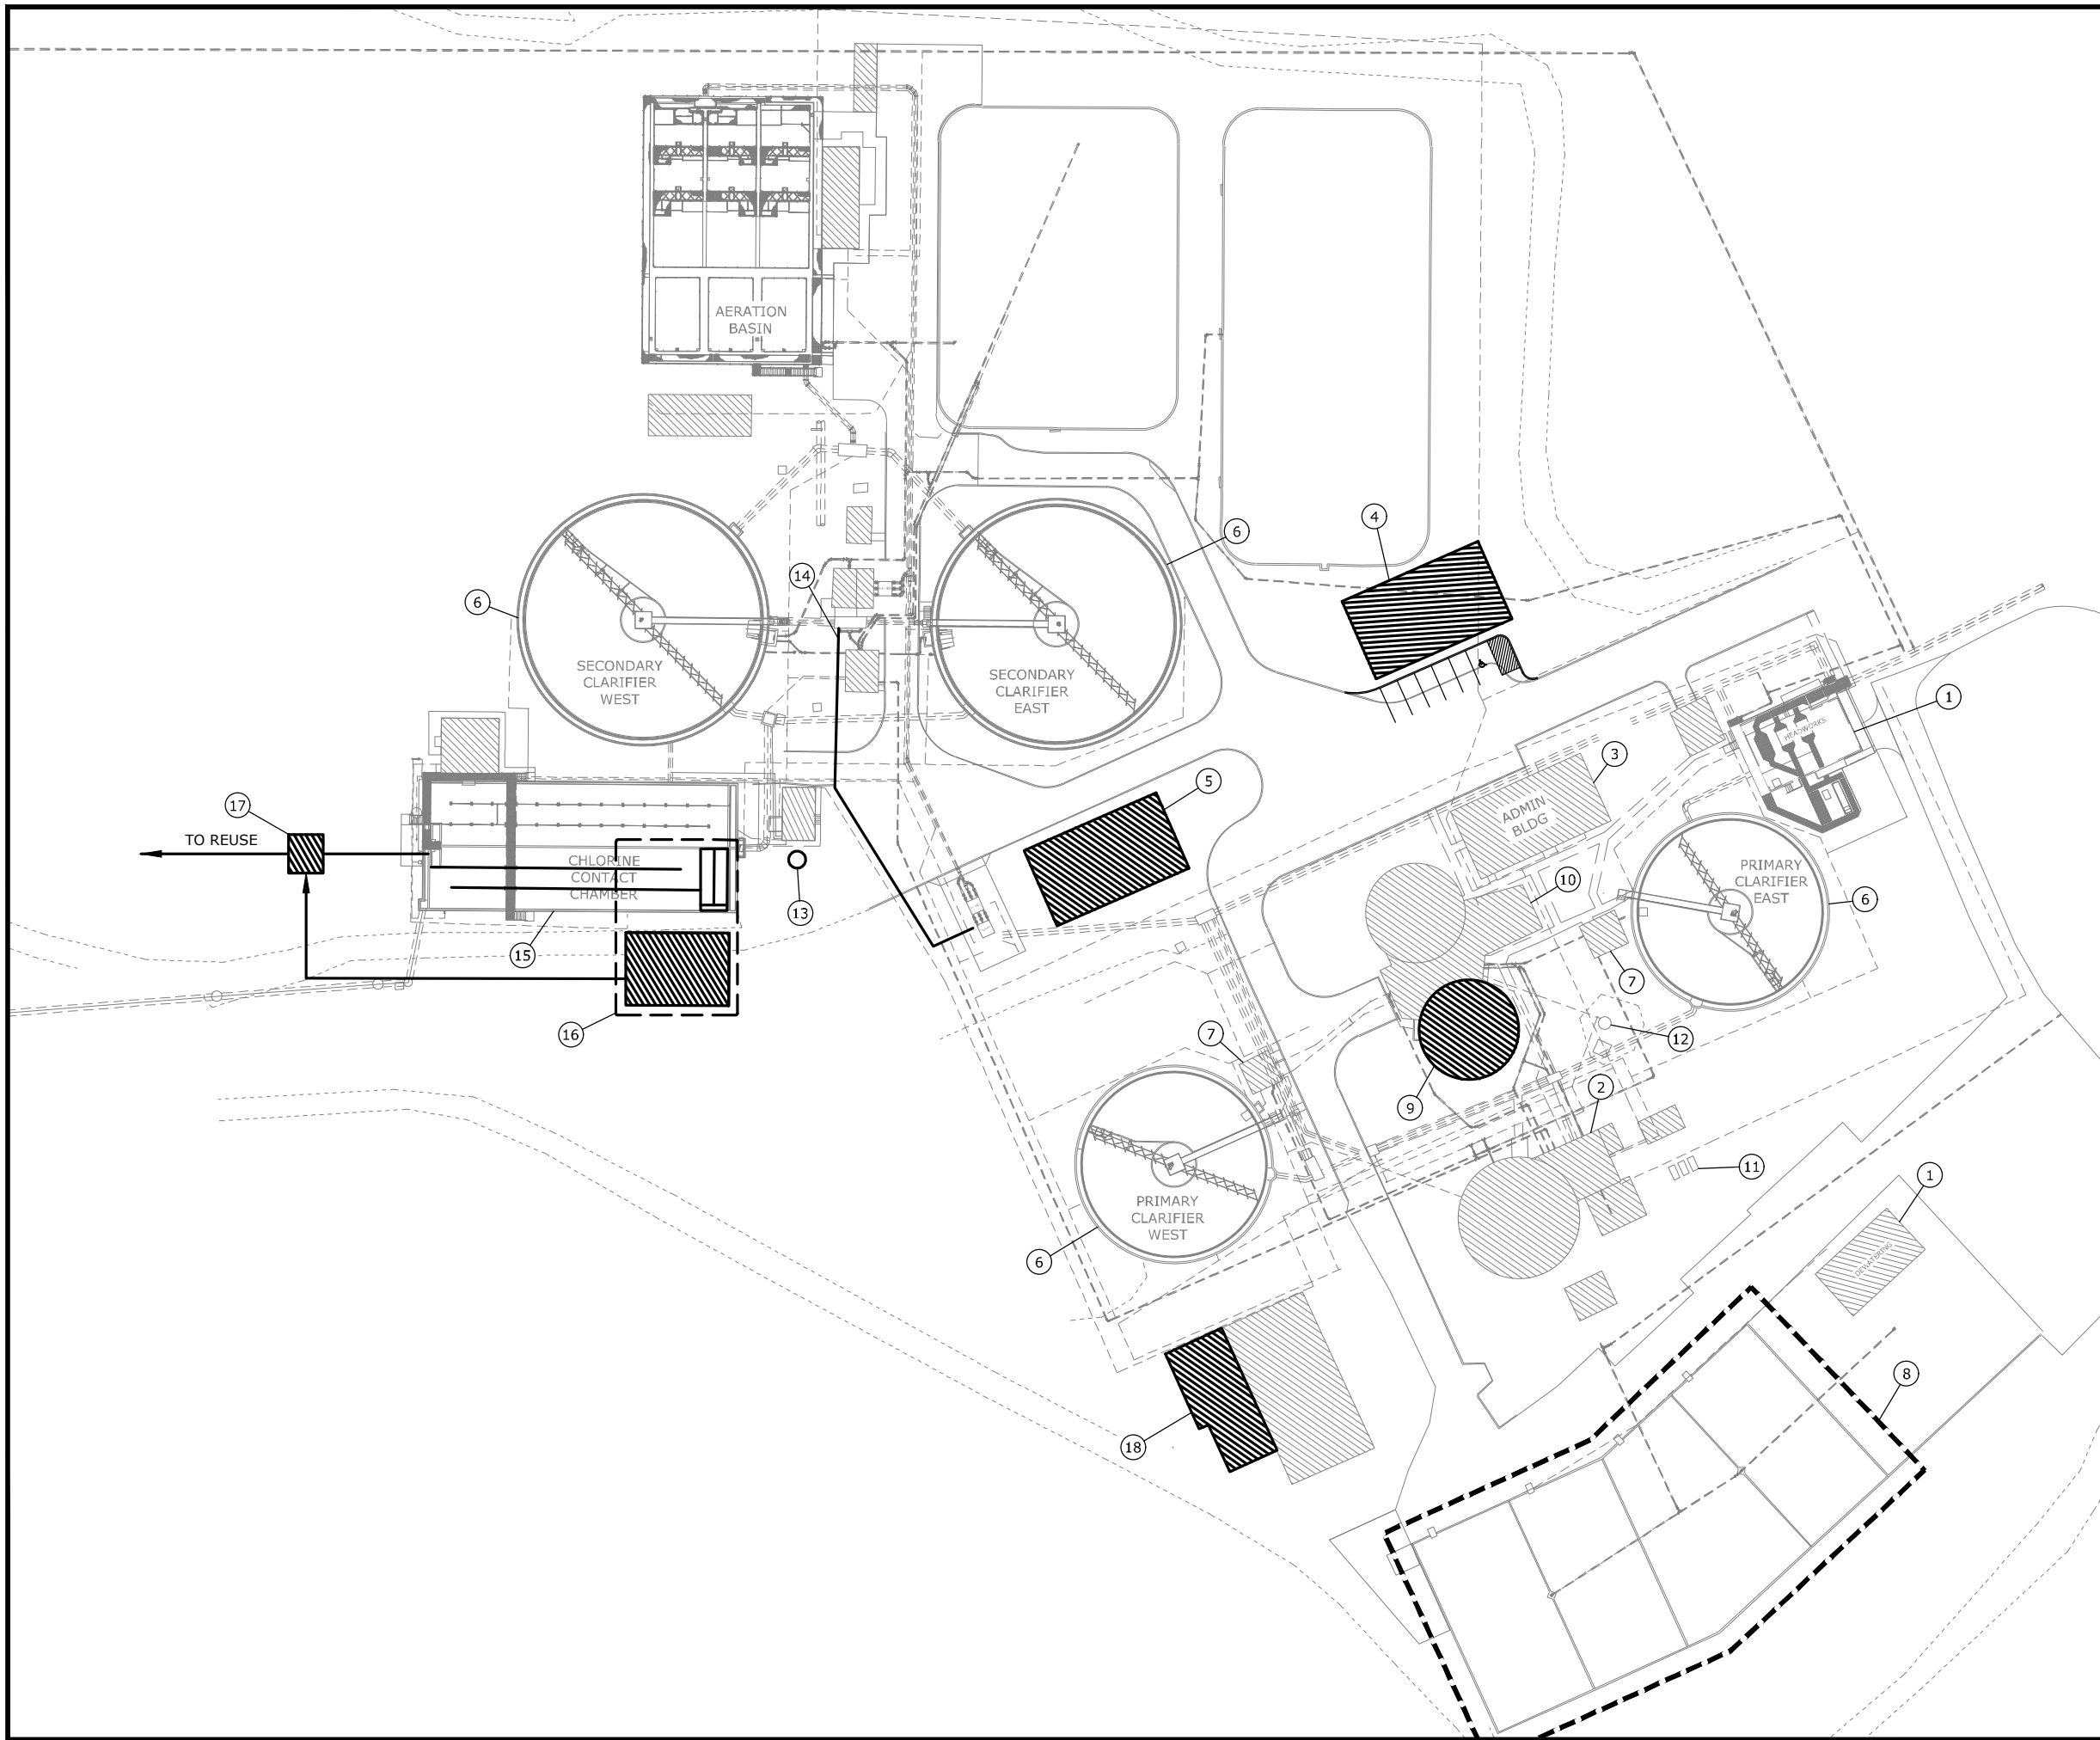 AERATION
BASIN
4
6
14
6
SECONDARY
CLARIFIER
WEST
SECONDARY
CLARIFIER
EAST
1
HEADWORKS
3
5
17
TO REUSE
ADMIN
BLDG
CHLORINE
CONTACT
CHAMBER
13
PRIMARY
CLARIFIER
EAST
10
6
15
7
16
7
12
9
2
11
1
PRIMARY
CLARIFIER
WEST
DEWATERING
6
8
18